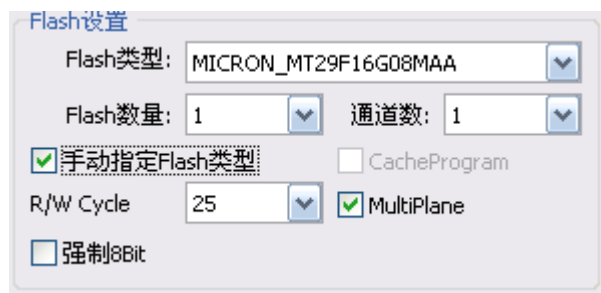 Flash设置
Flash类型: MICRON_MT29F16G08MAA
Flash数量: 1 通道数: 1
手动指定Flash类型 CacheProgram
R/W Cycle 25 MultiPlane
强制8Bit